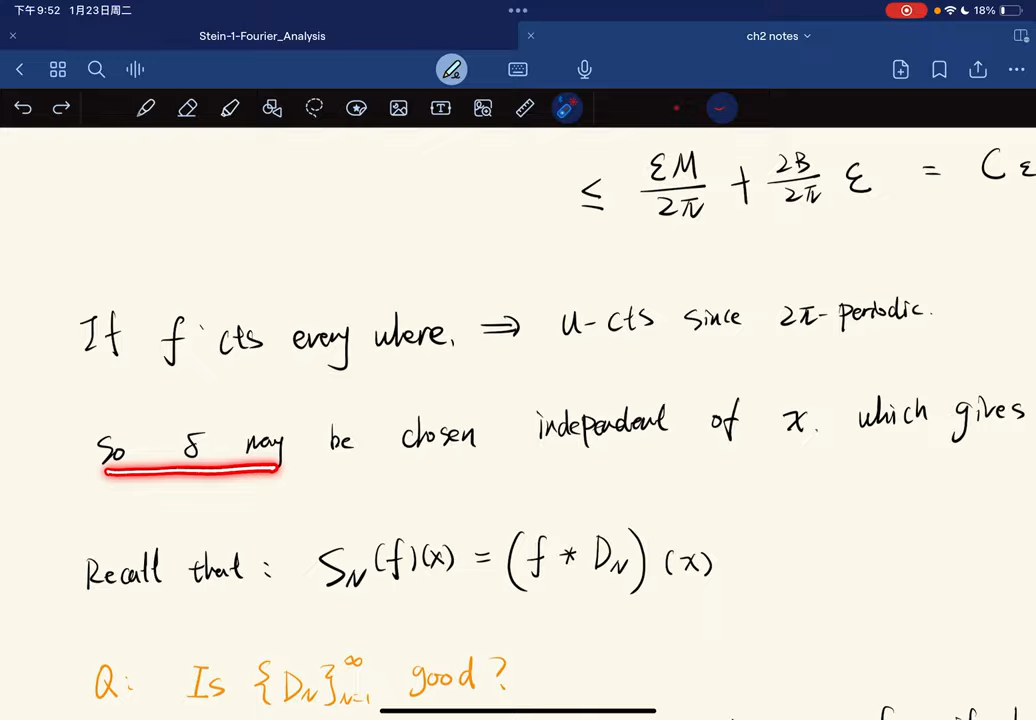 下午9:52 1月23日周二
18%
Stein-1-Fourier_Analysis
ch2 notes
≤ εM/2π + 2B/2π ε = Cε
If f cts every where, ⇒ u-cts since 2π-periodic.
So δ may be chosen independent of x. which gives
Recall that: S_N(f)(x) = (f * D_N)(x)
Q: Is {D_N}_{N=1}^∞ good?